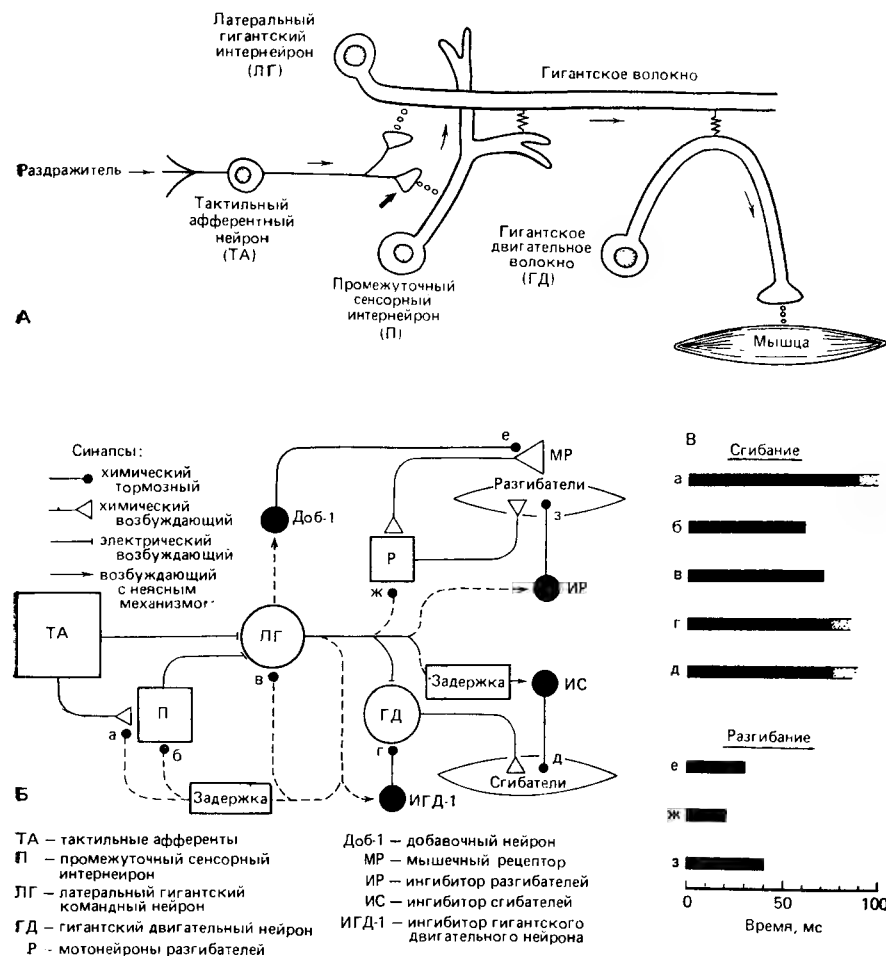 Латеральный
гигантский
интернейрон
(ЛГ)
Гигантское волокно
Раздражитель
Тактильный
афферентный
нейрон
(ТА)
Гигантское
двигательное
волокно
(ГД)
Промежуточный
сенсорный
интернейрон
(П)
А
Мышца
Синапсы:
химический
тормозный
химический
возбуждающий
электрический
возбуждающий
возбуждающий
с неясным
механизмом
е
МР
Разгибатели
Доб-1
Р
з
ж
ИР
ТА
ЛГ
в
П
Задержка
ИС
ГД
а
б
г
д
Сгибатели
Задержка
ИГД-1
Б
ТА – тактильные афференты
П – промежуточный сенсорный
интернейрон
ЛГ – латеральный гигантский
командный нейрон
ГД – гигантский двигательный нейрон
Р – мотонейроны разгибателей
Доб-1 – добавочный нейрон
МР – мышечный рецептор
ИР – ингибитор разгибателей
ИС – ингибитор сгибателей
ИГД-1 – ингибитор гигантского
двигательного нейрона
В
Сгибание
а
б
в
г
д
Разгибание
е
ж
з
0 100
Время, мс